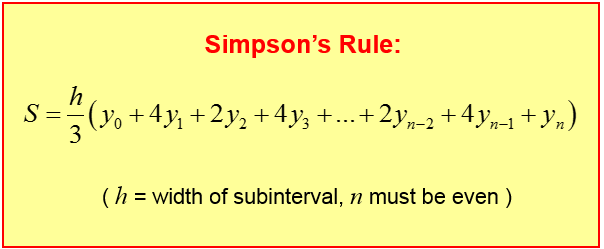 Simpson's Rule:
S = h/3 (y₀ + 4y₁ + 2y₂ + 4y₃ + ... + 2yₙ₋₂ + 4yₙ₋₁ + yₙ)
( h = width of subinterval, n must be even )